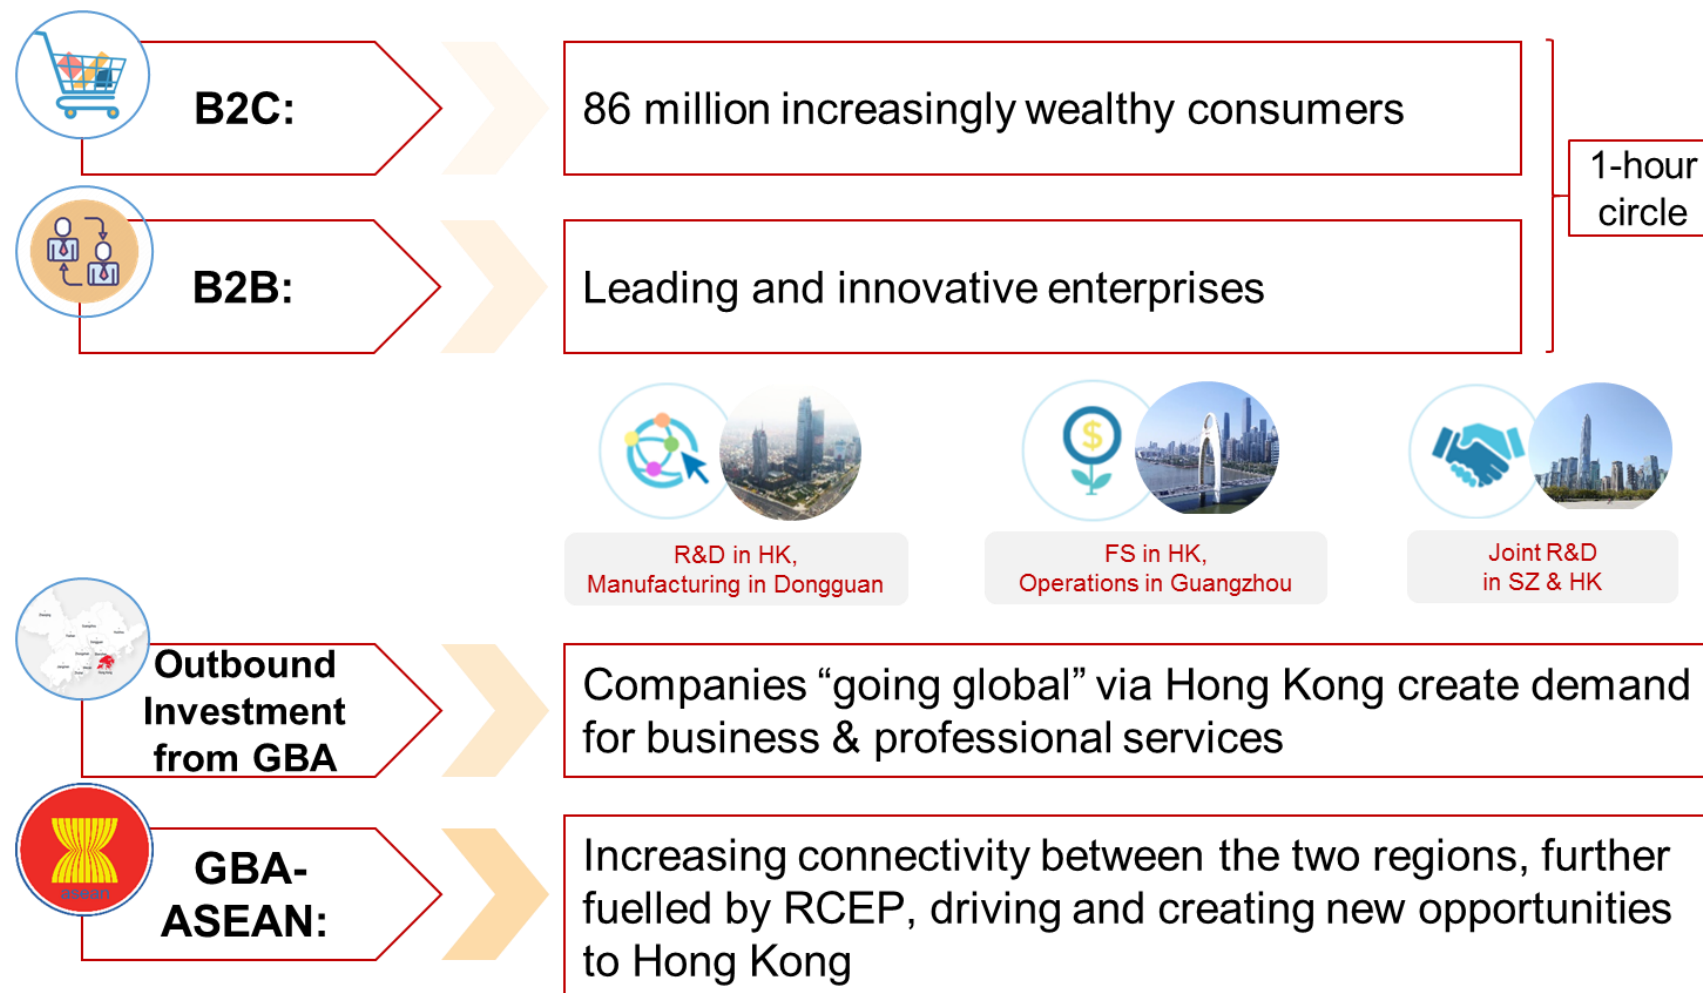 B2C:
86 million increasingly wealthy consumers
1-hour
circle
B2B:
Leading and innovative enterprises
R&D in HK,
Manufacturing in Dongguan
FS in HK,
Operations in Guangzhou
Joint R&D
in SZ & HK
Outbound
Investment
from GBA
Companies “going global” via Hong Kong create demand
for business & professional services
asean
GBA-
ASEAN:
Increasing connectivity between the two regions, further
fuelled by RCEP, driving and creating new opportunities
to Hong Kong